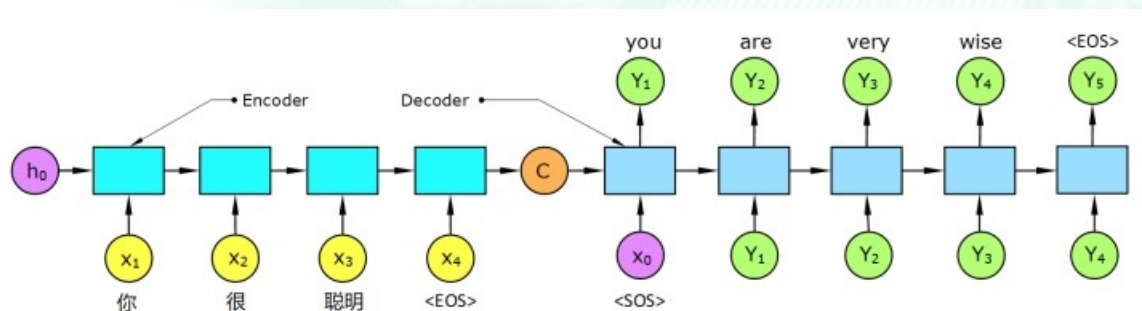 you are very wise <EOS>
Y₁ Y₂ Y₃ Y₄ Y₅
Encoder Decoder
h₀ C
x₁ x₂ x₃ x₄ x₀ Y₁ Y₂ Y₃ Y₄
你 很 聪明 <EOS> <SOS>